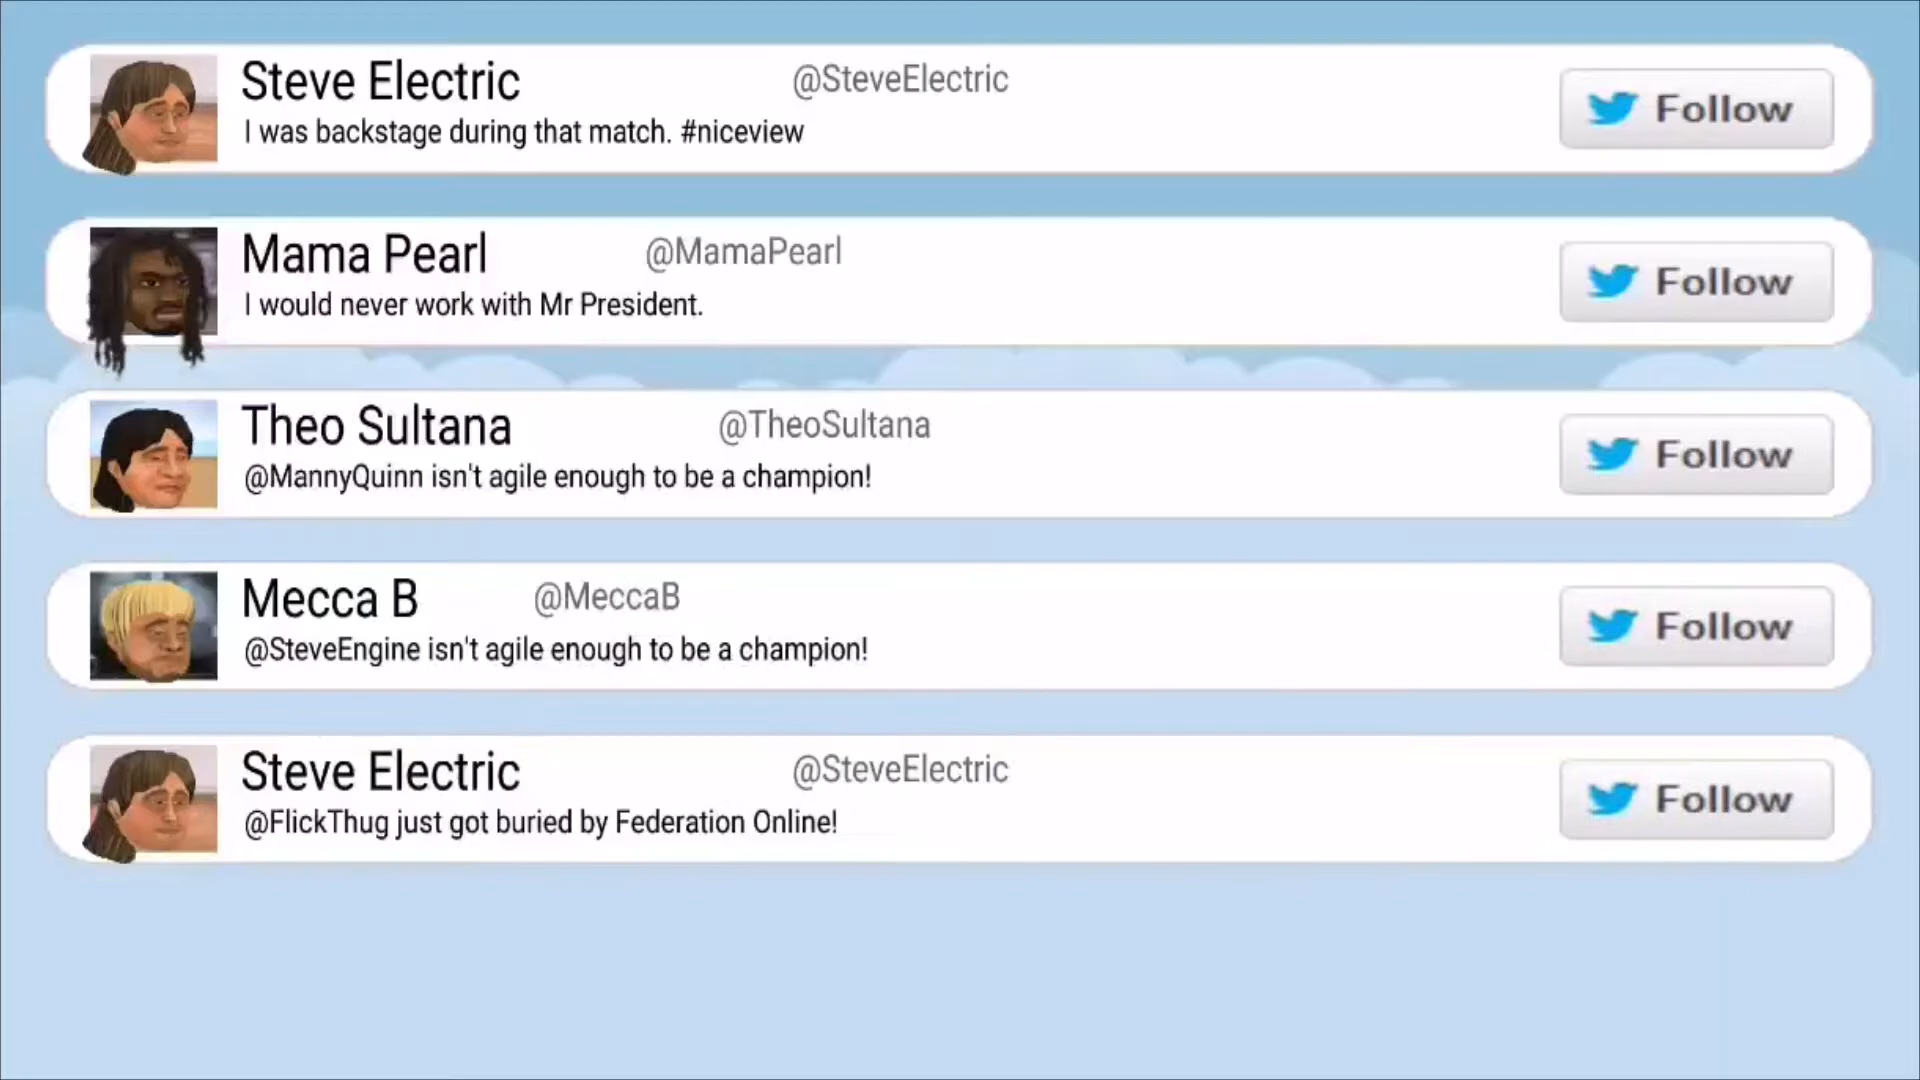 Steve Electric @SteveElectric Follow
I was backstage during that match. #niceview
Mama Pearl @MamaPearl Follow
I would never work with Mr President.
Theo Sultana @TheoSultana Follow
@MannyQuinn isn't agile enough to be a champion!
Mecca B @MeccaB Follow
@SteveEngine isn't agile enough to be a champion!
Steve Electric @SteveElectric Follow
@FlickThug just got buried by Federation Online!